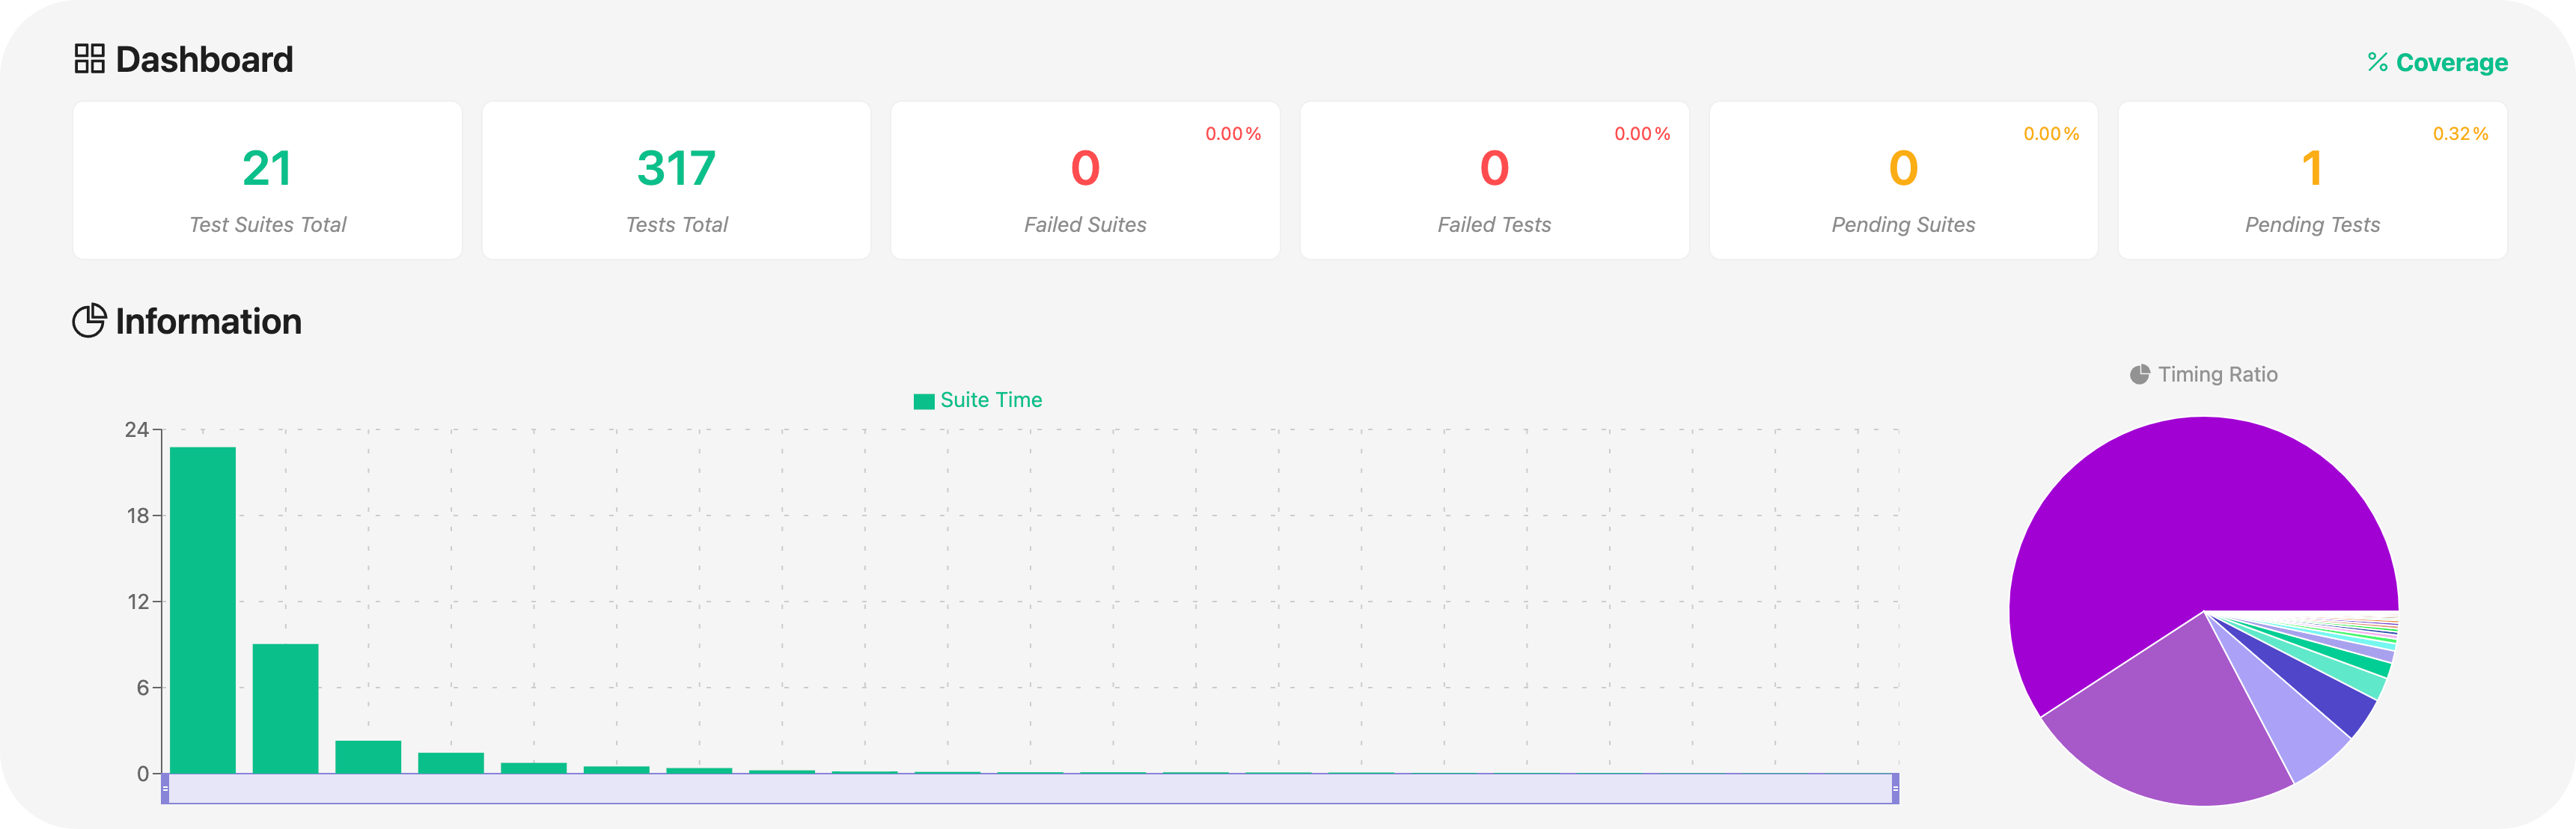 Dashboard
% Coverage
21
Test Suites Total
317
Tests Total
0.00%
0
Failed Suites
0.00%
0
Failed Tests
0.00%
0
Pending Suites
0.32%
1
Pending Tests
Information
Suite Time
24
18
12
6
0
Timing Ratio